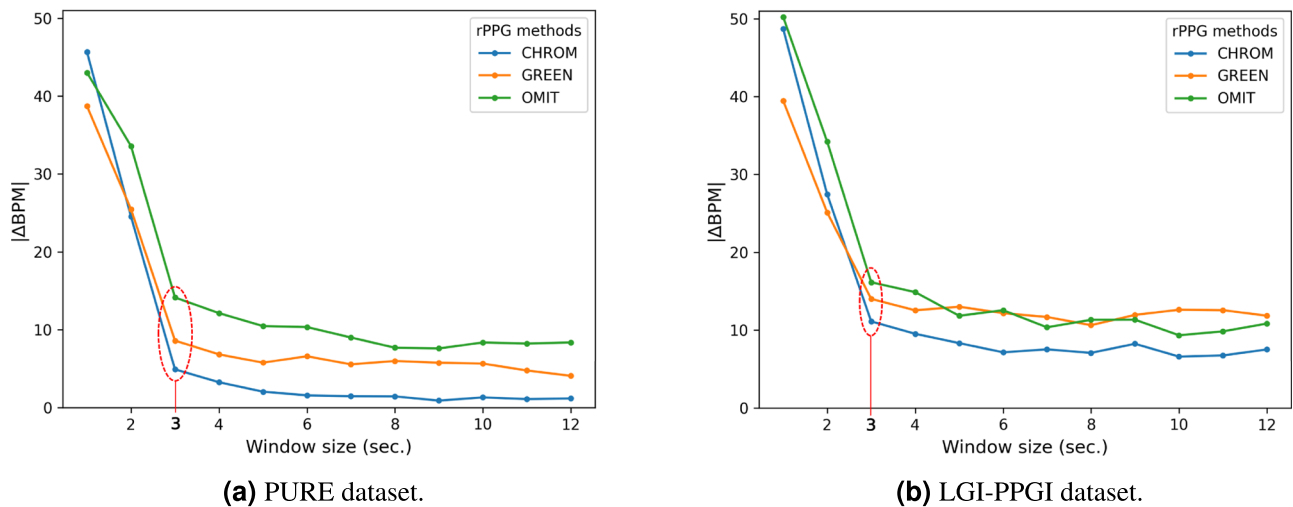 50
40
30
20
10
0
|ΔBPM|
rPPG methods
CHROM
GREEN
OMIT
2
3
4
6
8
10
12
Window size (sec.)
(a) PURE dataset.
50
40
30
20
10
0
|ΔBPM|
rPPG methods
CHROM
GREEN
OMIT
2
3
4
6
8
10
12
Window size (sec.)
(b) LGI-PPGI dataset.